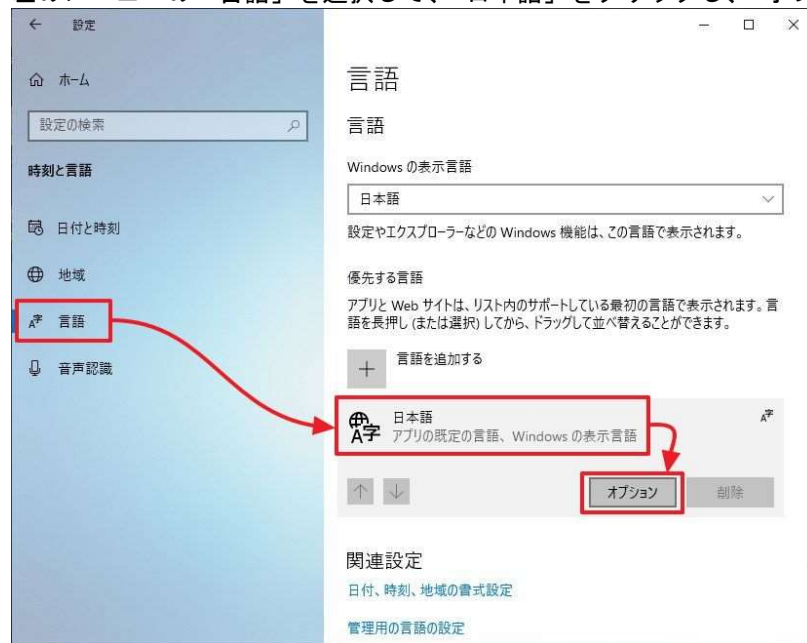 設定
ホーム
設定の検索
時刻と言語
日付と時刻
地域
言語
音声認識
言語
言語
Windows の表示言語
日本語
設定やエクスプローラーなどの Windows 機能は、この言語で表示されます。
優先する言語
アプリと Web サイトは、リスト内のサポートしている最初の言語で表示されます。言
語を長押し (または選択) してから、ドラッグして並べ替えることができます。
言語を追加する
日本語
アプリの既定の言語、Windows の表示言語
オプション
削除
関連設定
日付、時刻、地域の書式設定
管理用の言語の設定